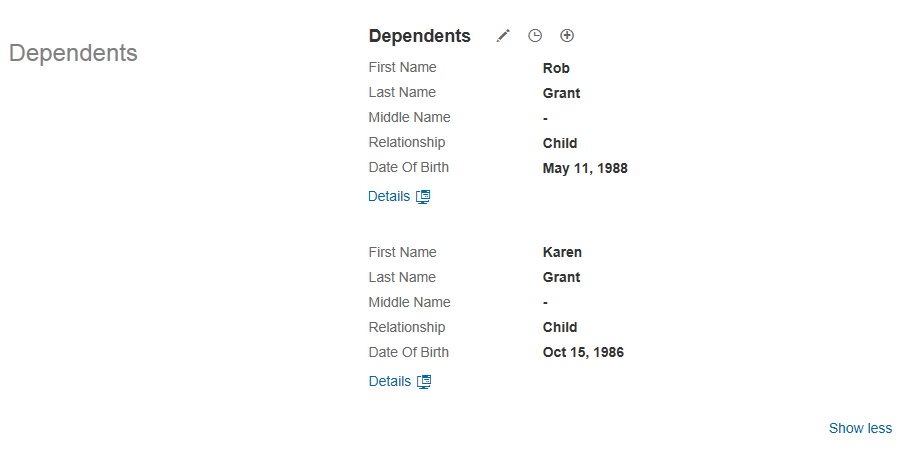 Dependents
Dependents
First Name Rob
Last Name Grant
Middle Name -
Relationship Child
Date Of Birth May 11, 1988
Details
First Name Karen
Last Name Grant
Middle Name -
Relationship Child
Date Of Birth Oct 15, 1986
Details
Show less